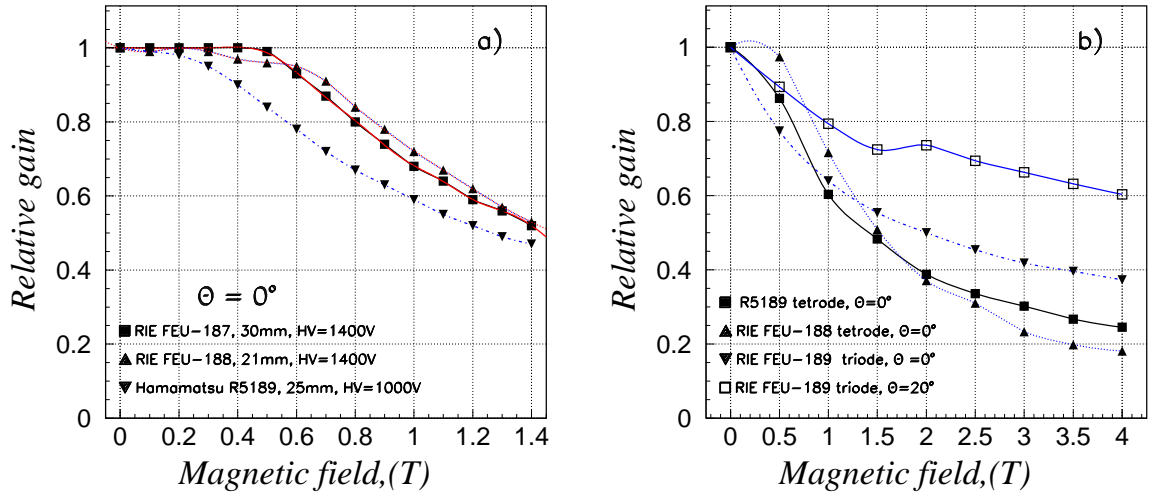 a)
Relative gain
1
0.8
0.6
0.4
0.2
0
Θ = 0°
RIE FEU-187, 30mm, HV=1400V
RIE FEU-188, 21mm, HV=1400V
Hamamatsu R5189, 25mm, HV=1000V
0 0.2 0.4 0.6 0.8 1 1.2 1.4
Magnetic field,(T)
b)
Relative gain
1
0.8
0.6
0.4
0.2
0
R5189 tetrode, Θ=0°
RIE FEU-188 tetrode, Θ=0°
RIE FEU-189 triode, Θ=0°
RIE FEU-189 triode, Θ=20°
0 0.5 1 1.5 2 2.5 3 3.5 4
Magnetic field,(T)